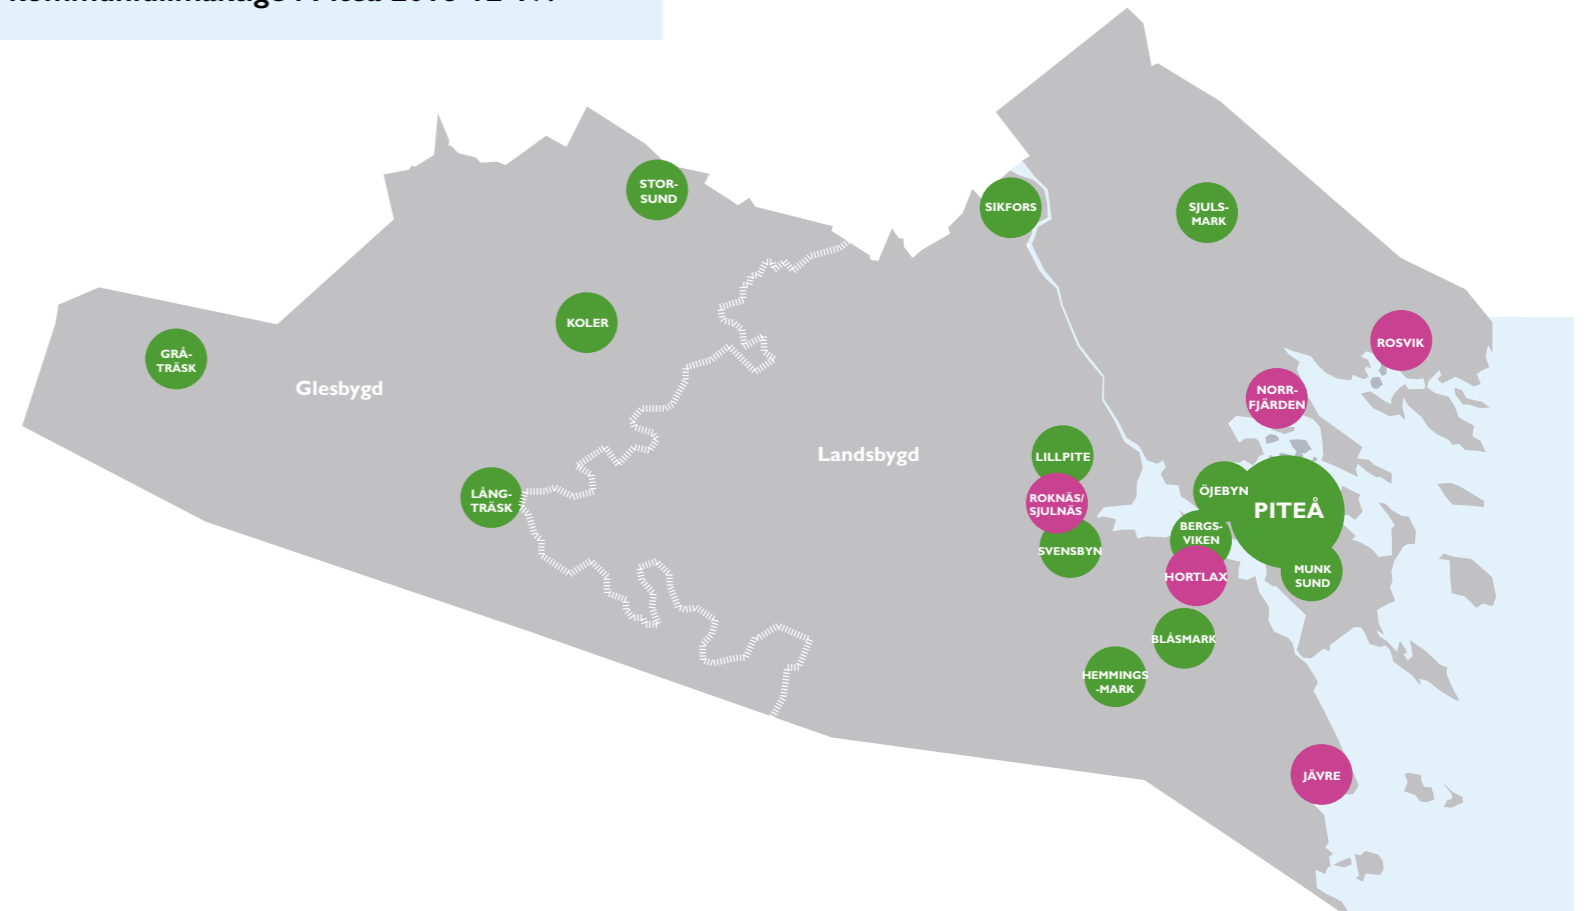 STOR-
SUND
SIKFORS
SJULS-
MARK
KOLER
ROSVIK
GRÅ-
TRÄSK
Glesbygd
NORR-
FJÄRDEN
Landsbygd
LILLPITE
LÅNG-
TRÄSK
ROKNÄS/
SJULNÄS
ÖJEBYN
PITEÅ
BERGS-
VIKEN
SVENSBYN
HORTLAX
MUNK
SUND
BLÅSMARK
HEMMINGS
-MARK
JÄVRE